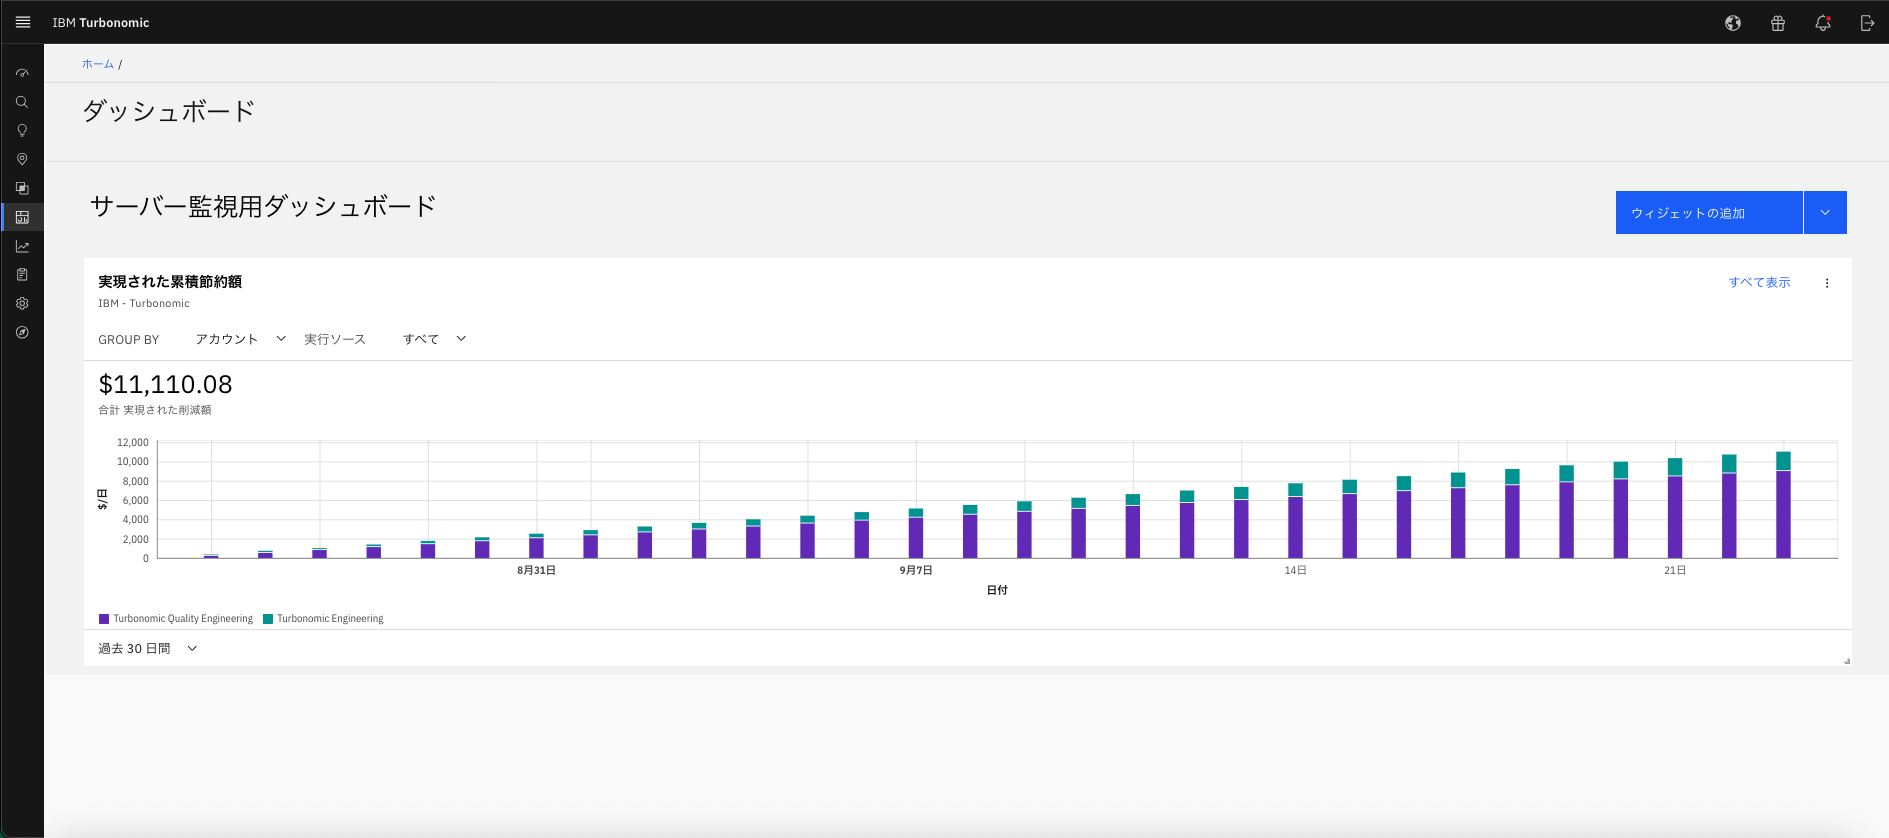 IBM Turbonomic
ホーム /
ダッシュボード
サーバー監視用ダッシュボード
ウィジェットの追加
実現された累積節約額
すべて表示
IBM - Turbonomic
GROUP BY アカウント 実行ソース すべて
$11,110.08
合計 実現された削減額
12,000
10,000
8,000
6,000
4,000
2,000
0
$/日
8月31日 9月7日 14日 21日
日付
Turbonomic Quality Engineering Turbonomic Engineering
過去 30 日間